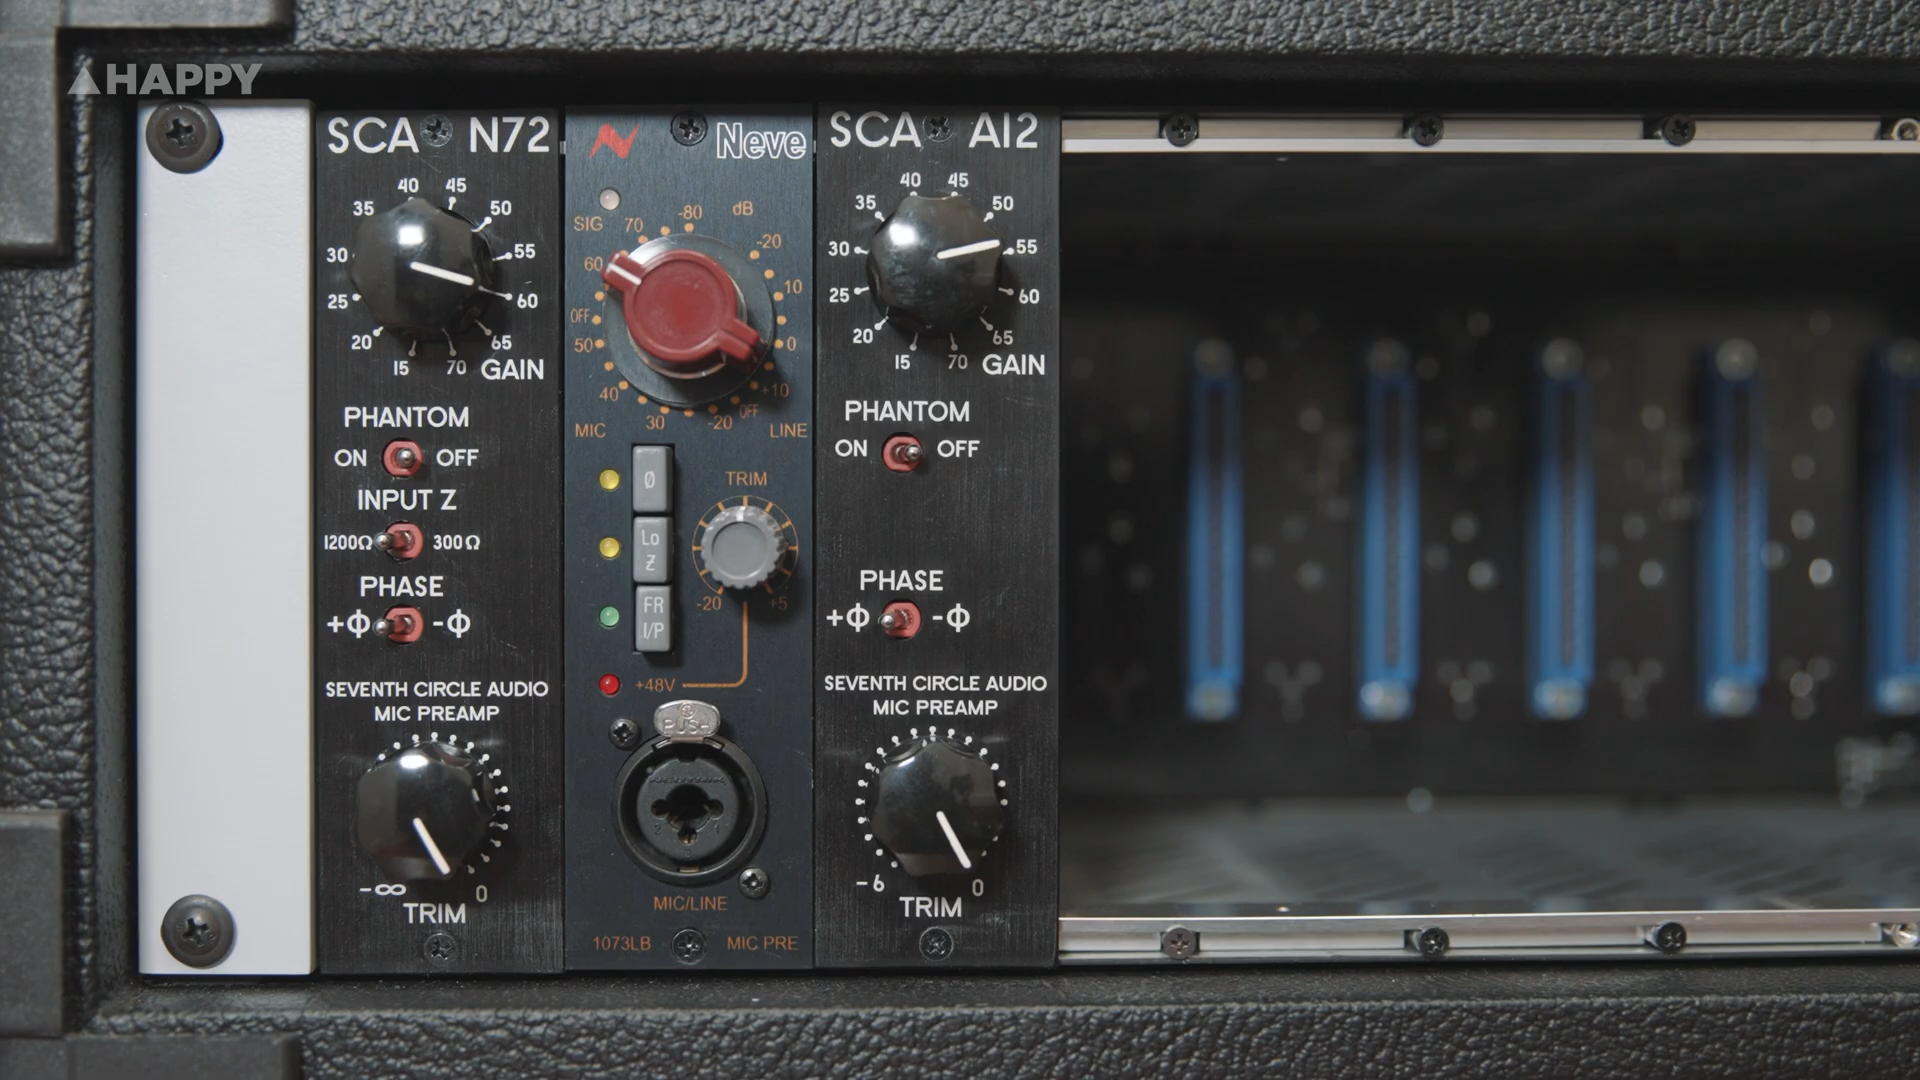 HAPPY
SCA N72
40 45
35 50
30 55
25 60
20 65
15 70 GAIN
PHANTOM
ON OFF
INPUT Z
1200Ω 300Ω
PHASE
+Φ -Φ
SEVENTH CIRCLE AUDIO
MIC PREAMP
-∞ 0
TRIM
Neve
SIG 70 -80 dB
60 -20
10
OFF
50 0
40 +10
30 -20 OFF
MIC LINE
Ø
TRIM
Lo
Z
-20 +5
FR
I/P
+48V
PUSH
MIC/LINE
1073LB MIC PRE
SCA A12
40 45
35 50
30 55
25 60
20 65
15 70 GAIN
PHANTOM
ON OFF
PHASE
+Φ -Φ
SEVENTH CIRCLE AUDIO
MIC PREAMP
-6 0
TRIM